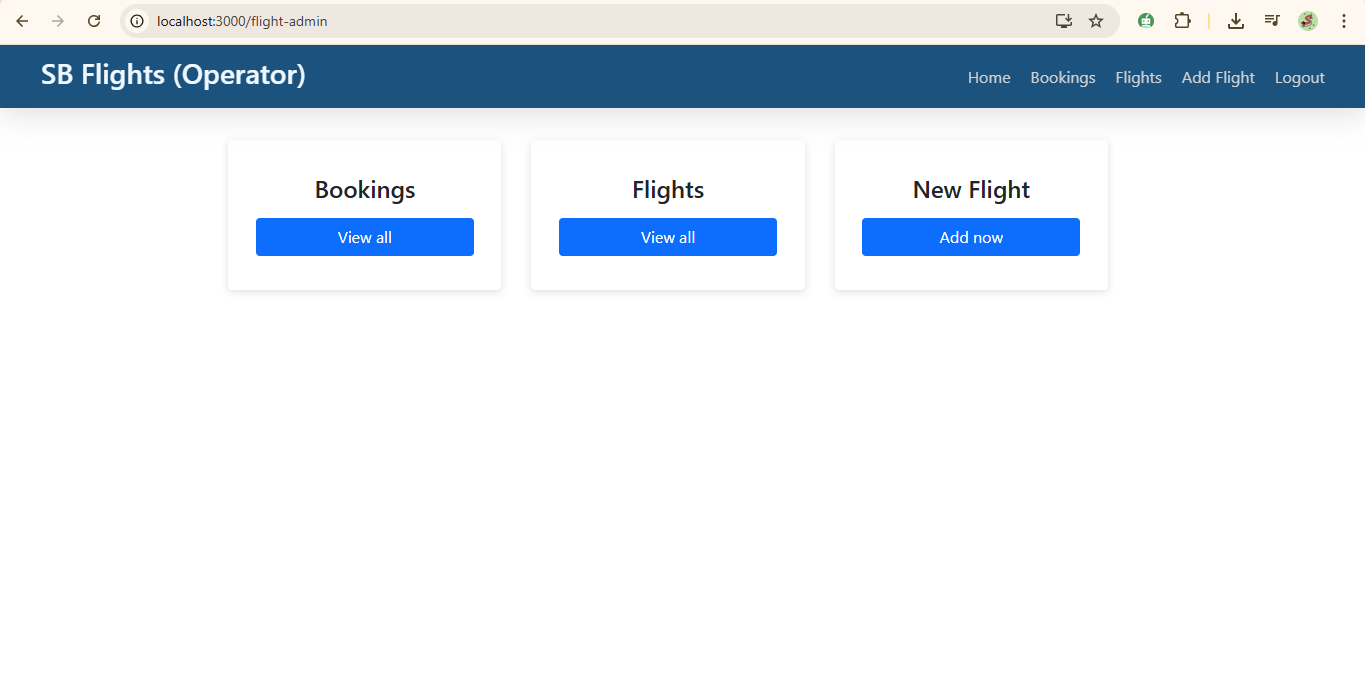 localhost:3000/flight-admin
SB Flights (Operator)
Home Bookings Flights Add Flight Logout
Bookings
View all
Flights
View all
New Flight
Add now